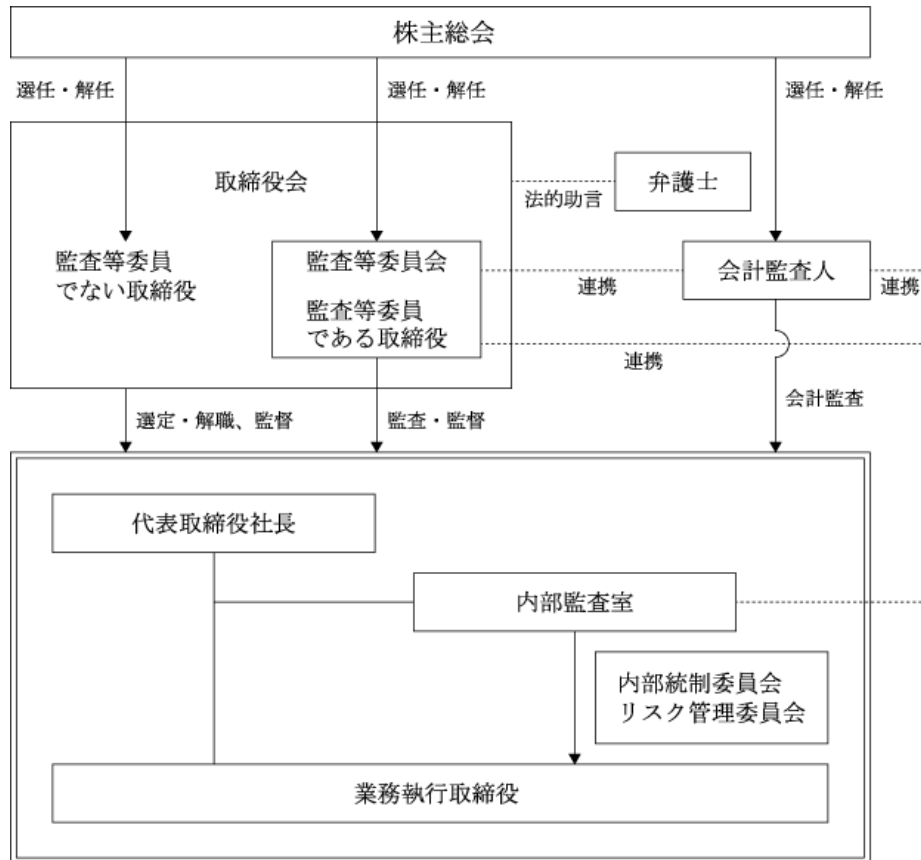 株主総会
選任・解任
選任・解任
選任・解任
取締役会
弁護士
法的助言
監査等委員
でない取締役
監査等委員会
監査等委員
である取締役
会計監査人
連携
連携
連携
会計監査
選定・解職、監督
監査・監督
代表取締役社長
内部監査室
内部統制委員会
リスク管理委員会
業務執行取締役